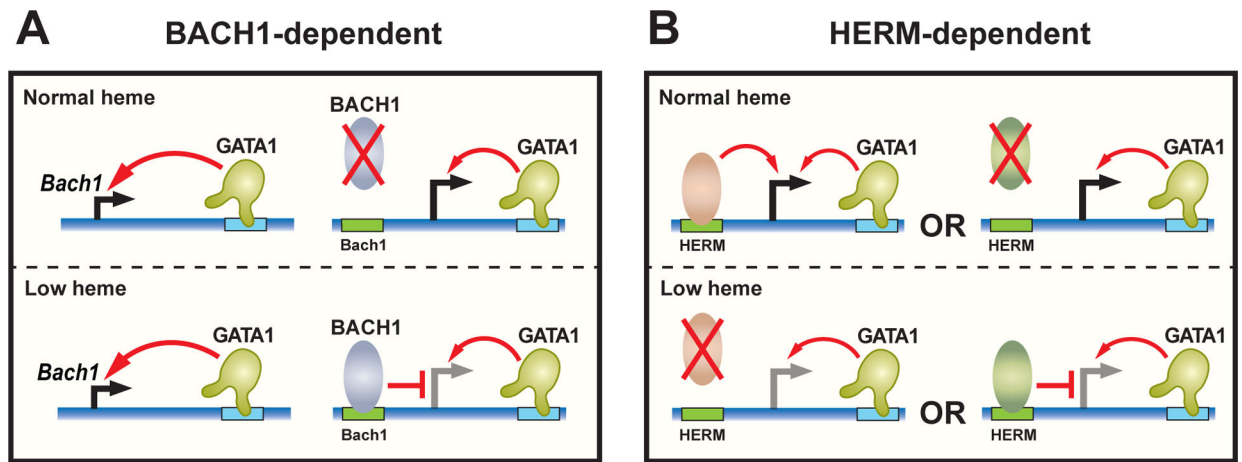 A
BACH1-dependent
Normal heme
GATA1
Bach1
BACH1
GATA1
Bach1
Low heme
GATA1
Bach1
BACH1
GATA1
Bach1
B
HERM-dependent
Normal heme
GATA1
HERM
OR
GATA1
HERM
Low heme
GATA1
HERM
OR
GATA1
HERM